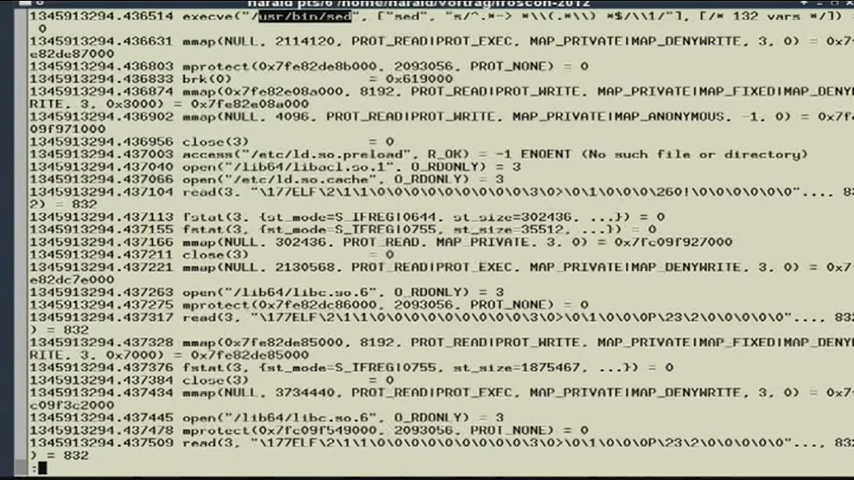 harald pts/6 /home/harald/vortrag/froscon-2012
1345913294.436514 execve("/usr/bin/sed", ["sed", "s/^.*-> *\\(.*\\) *$/\\1/"], [/* 132 vars */]) =
0
1345913294.436631 mmap(NULL, 2114120, PROT_READ|PROT_EXEC, MAP_PRIVATE|MAP_DENYWRITE, 3, 0) = 0x7f
e82de87000
1345913294.436803 mprotect(0x7fe82de8b000, 2093056, PROT_NONE) = 0
1345913294.436833 brk(0) = 0x619000
1345913294.436874 mmap(0x7fe82e08a000, 8192, PROT_READ|PROT_WRITE, MAP_PRIVATE|MAP_FIXED|MAP_DENYW
RITE, 3, 0x3000) = 0x7fe82e08a000
1345913294.436902 mmap(NULL, 4096, PROT_READ|PROT_WRITE, MAP_PRIVATE|MAP_ANONYMOUS, -1, 0) = 0x7f
09f971000
1345913294.436956 close(3) = 0
1345913294.437003 access("/etc/ld.so.preload", R_OK) = -1 ENOENT (No such file or directory)
1345913294.437040 open("/lib64/libacl.so.1", O_RDONLY) = 3
1345913294.437066 open("/etc/ld.so.cache", O_RDONLY) = 3
1345913294.437104 read(3, "\177ELF\2\1\1\0\0\0\0\0\0\0\0\0\3\0>\0\1\0\0\0\260!\0\0\0\0\0\0"..., 83
2) = 832
1345913294.437113 fstat(3, {st_mode=S_IFREG|0644, st_size=302436, ...}) = 0
1345913294.437155 fstat(3, {st_mode=S_IFREG|0755, st_size=35512, ...}) = 0
1345913294.437166 mmap(NULL, 302436, PROT_READ, MAP_PRIVATE, 3, 0) = 0x7fc09f927000
1345913294.437211 close(3) = 0
1345913294.437221 mmap(NULL, 2130568, PROT_READ|PROT_EXEC, MAP_PRIVATE|MAP_DENYWRITE, 3, 0) = 0x7f
e82dc7e000
1345913294.437263 open("/lib64/libc.so.6", O_RDONLY) = 3
1345913294.437275 mprotect(0x7fe82dc86000, 2093056, PROT_NONE) = 0
1345913294.437317 read(3, "\177ELF\2\1\1\0\0\0\0\0\0\0\0\0\3\0>\0\1\0\0\0P\23\2\0\0\0\0\0"..., 832
) = 832
1345913294.437328 mmap(0x7fe82de85000, 8192, PROT_READ|PROT_WRITE, MAP_PRIVATE|MAP_FIXED|MAP_DENYW
RITE, 3, 0x7000) = 0x7fe82de85000
1345913294.437376 fstat(3, {st_mode=S_IFREG|0755, st_size=1875467, ...}) = 0
1345913294.437384 close(3) = 0
1345913294.437434 mmap(NULL, 3734440, PROT_READ|PROT_EXEC, MAP_PRIVATE|MAP_DENYWRITE, 3, 0) = 0x7f
c09f3c2000
1345913294.437445 open("/lib64/libc.so.6", O_RDONLY) = 3
1345913294.437478 mprotect(0x7fc09f549000, 2093056, PROT_NONE) = 0
1345913294.437509 read(3, "\177ELF\2\1\1\0\0\0\0\0\0\0\0\0\3\0>\0\1\0\0\0P\23\2\0\0\0\0\0"..., 832
) = 832
: